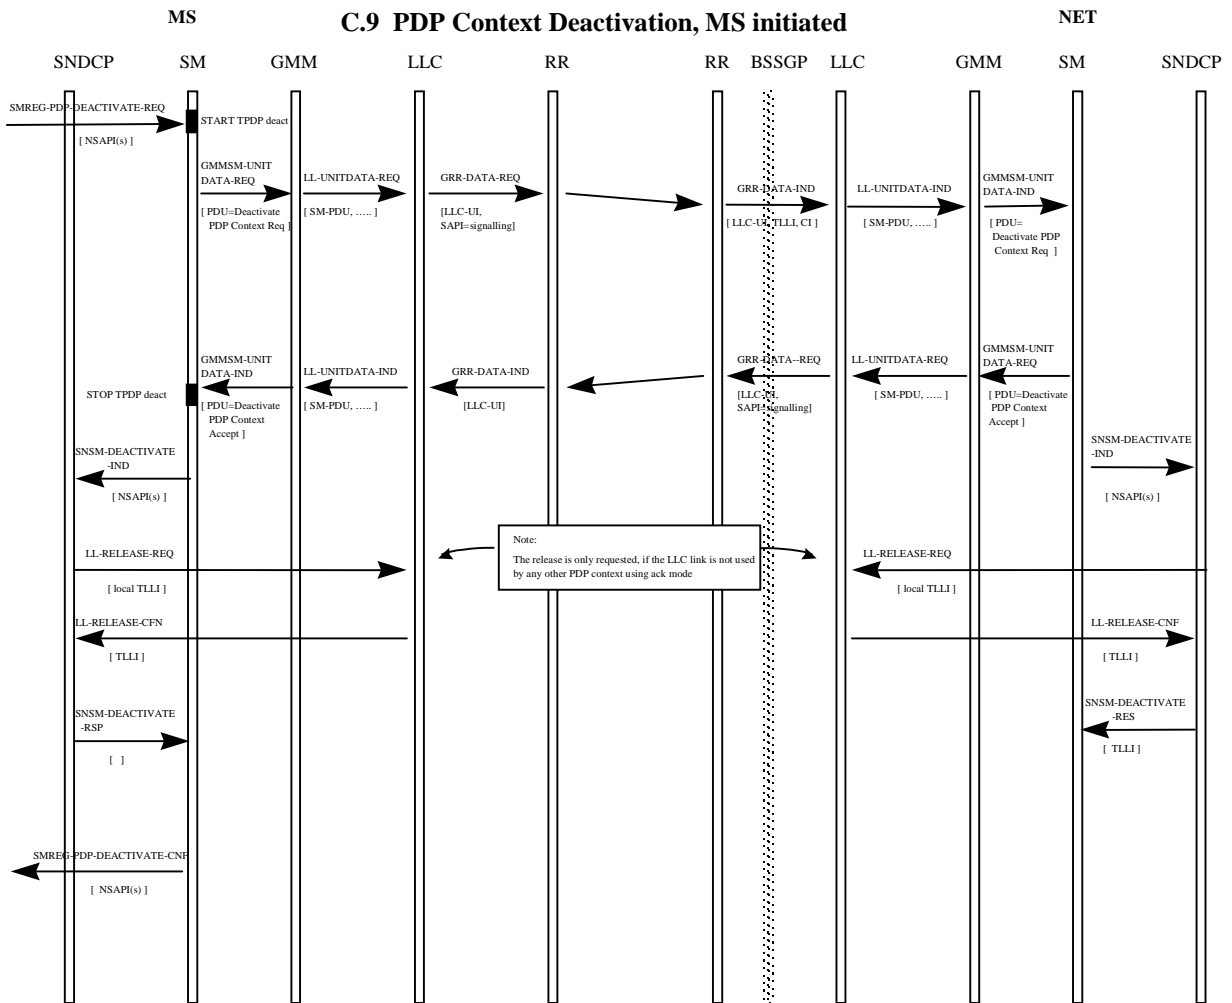 MS
C.9 PDP Context Deactivation, MS initiated
NET
SNDCP SM GMM LLC RR RR BSSGP LLC GMM SM SNDCP
SMREG-PDP-DEACTIVATE-REQ
[ NSAPI(s) ]
START TPDP deact
GMMSM-UNIT
DATA-REQ
[ PDU=Deactivate
PDP Context Req ]
LL-UNITDATA-REQ
[ SM-PDU, ..... ]
GRR-DATA-REQ
[LLC-UI,
SAPI=signalling]
GRR-DATA-IND
[ LLC-UI, TLLI, CI ]
LL-UNITDATA-IND
[ SM-PDU, ..... ]
GMMSM-UNIT
DATA-IND
[ PDU=
Deactivate PDP
Context Req ]
STOP TPDP deact
GMMSM-UNIT
DATA-IND
[ PDU=Deactivate
PDP Context
Accept ]
LL-UNITDATA-IND
[ SM-PDU, ..... ]
GRR-DATA-IND
[LLC-UI]
GRR-DATA--REQ
[LLC-UI,
SAPI=signalling]
LL-UNITDATA-REQ
[ SM-PDU, ..... ]
GMMSM-UNIT
DATA-REQ
[ PDU=Deactivate
PDP Context
Accept ]
SNSM-DEACTIVATE
-IND
[ NSAPI(s) ]
SNSM-DEACTIVATE
-IND
[ NSAPI(s) ]
Note:
The release is only requested, if the LLC link is not used
by any other PDP context using ack mode
LL-RELEASE-REQ
[ local TLLI ]
LL-RELEASE-REQ
[ local TLLI ]
LL-RELEASE-CFN
[ TLLI ]
LL-RELEASE-CNF
[ TLLI ]
SNSM-DEACTIVATE
-RSP
[ ]
SNSM-DEACTIVATE
-RES
[ TLLI ]
SMREG-PDP-DEACTIVATE-CNF
[ NSAPI(s) ]